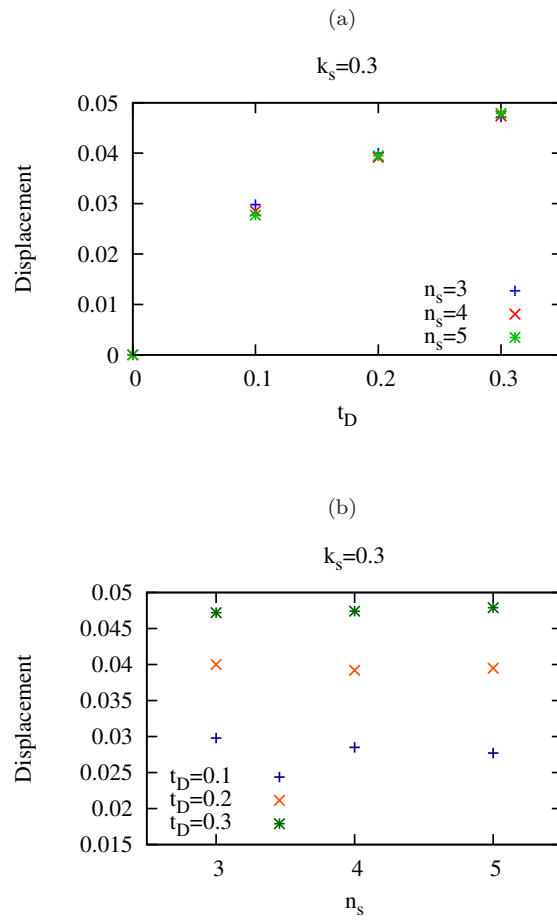 (a)
k_s=0.3
Displacement
0.05
0.04
0.03
0.02
0.01
0
n_s=3
n_s=4
n_s=5
0 0.1 0.2 0.3
t_D
(b)
k_s=0.3
Displacement
0.05
0.045
0.04
0.035
0.03
0.025
0.02
0.015
t_D=0.1
t_D=0.2
t_D=0.3
3 4 5
n_s